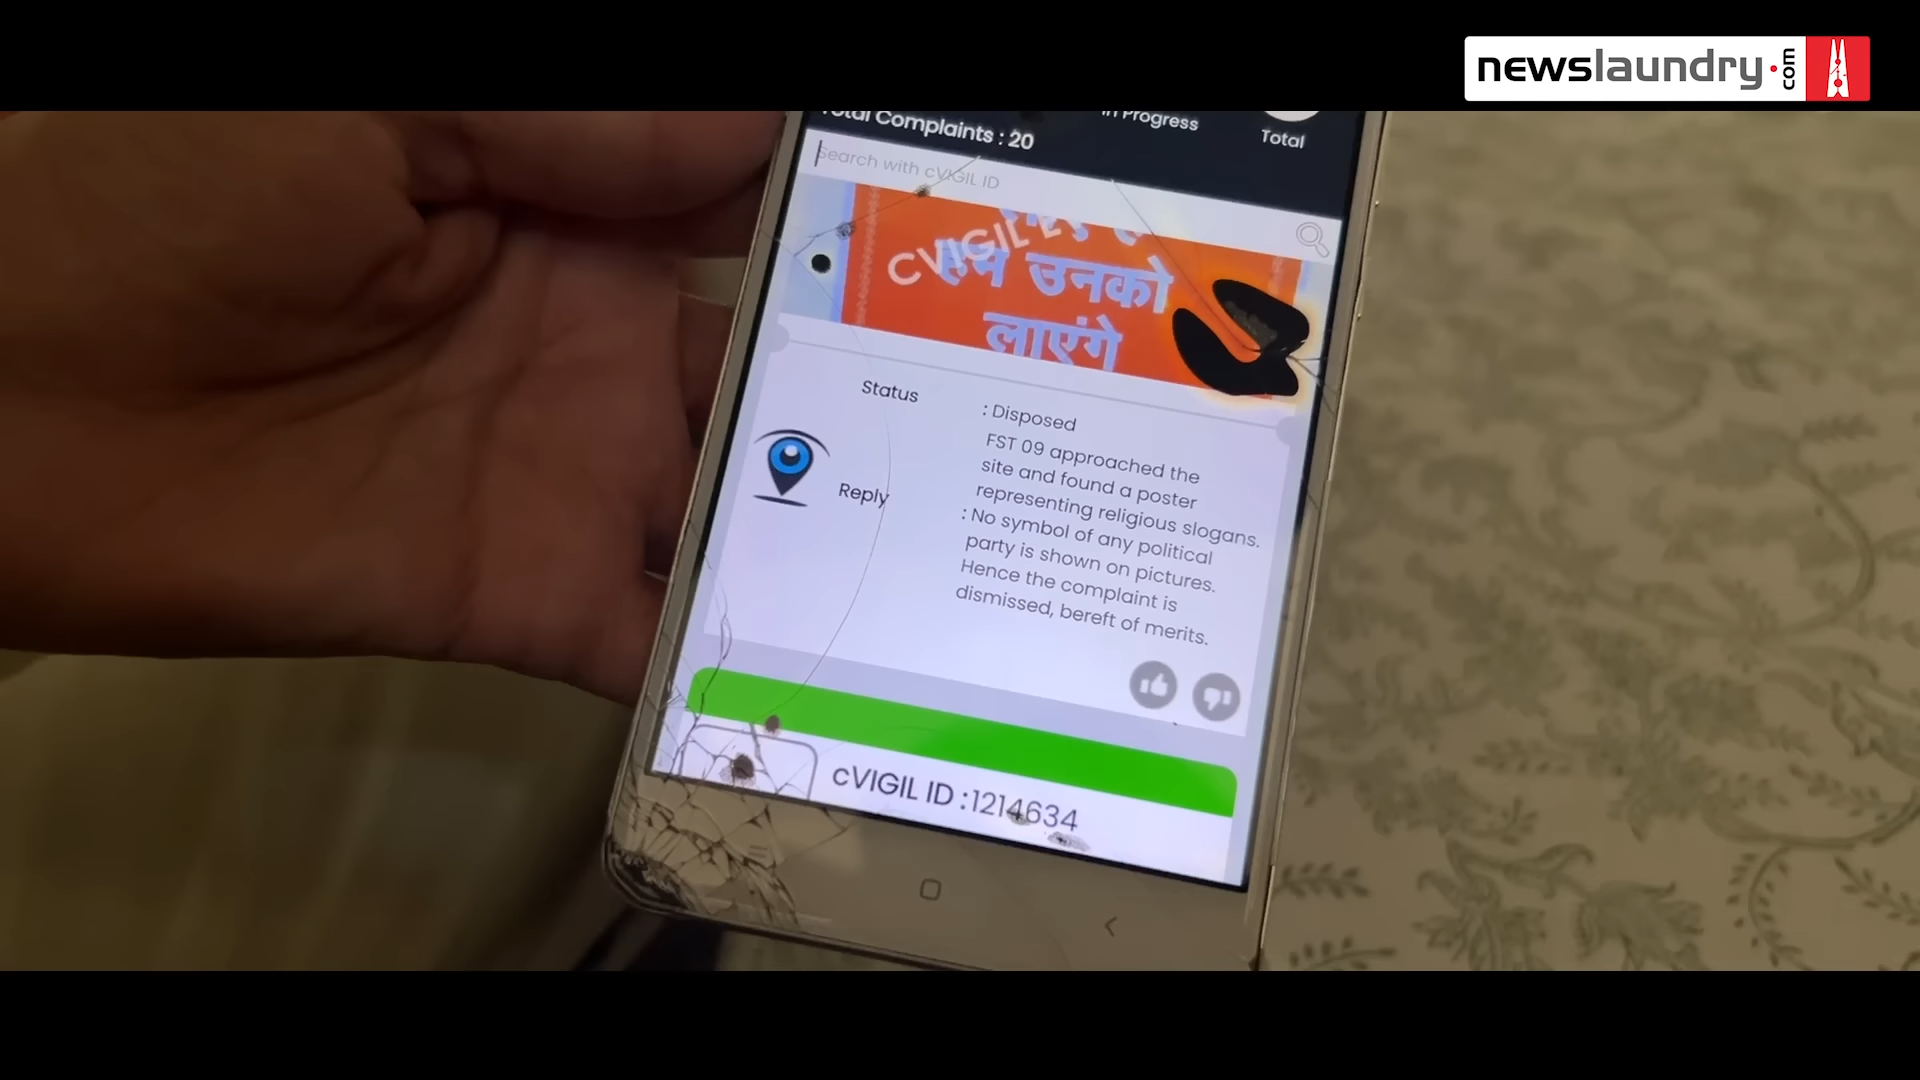 newslaundry.com
In Progress
Total
Total Complaints : 20
Search with cVIGIL ID
CVIGIL
हम उनको
लाएंगे
Status
: Disposed
Reply
FST 09 approached the
site and found a poster
representing religious slogans.
: No symbol of any political
party is shown on pictures.
Hence the complaint is
dismissed, bereft of merits.
cVIGIL ID :1214634